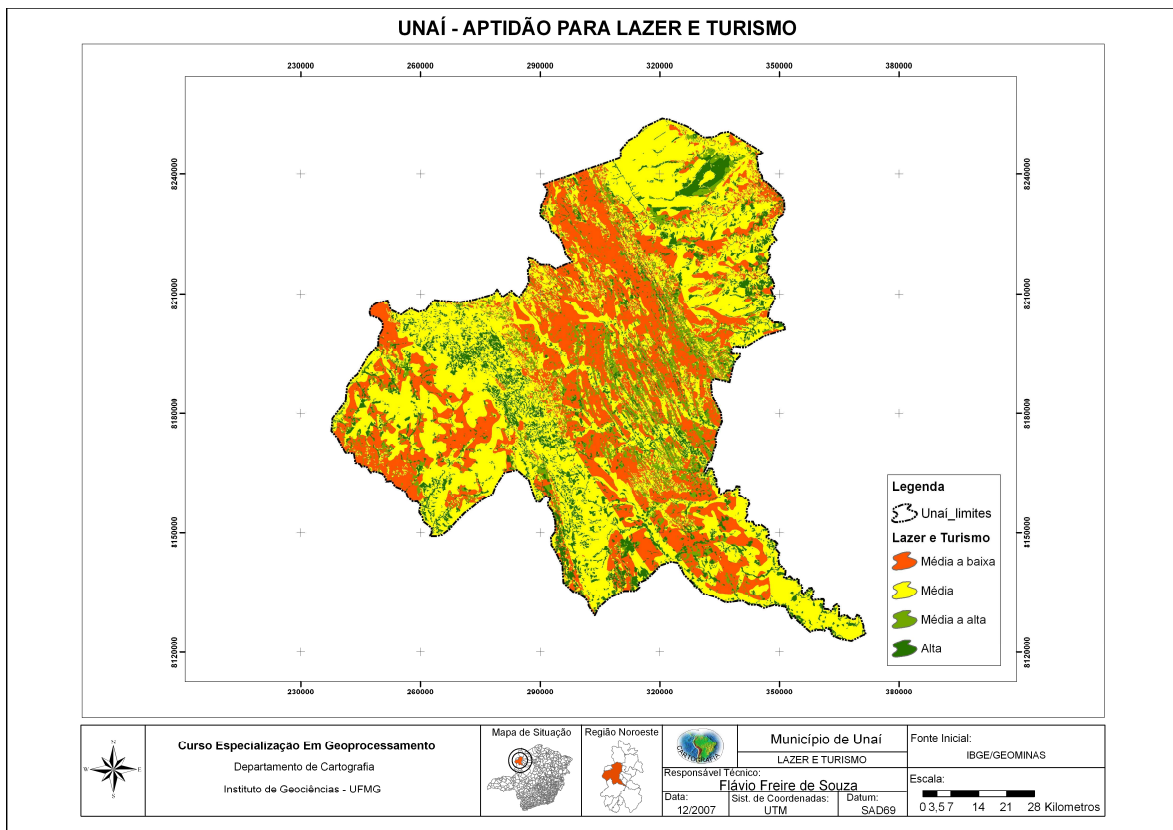 UNAÍ - APTIDÃO PARA LAZER E TURISMO
230000 260000 290000 320000 350000 380000
8240000 8240000
8210000 8210000
8180000 8180000
8150000 8150000
8120000 8120000
230000 260000 290000 320000 350000 380000
Legenda
Unaí_limites
Lazer e Turismo
Média a baixa
Média
Média a alta
Alta
N
W E
S
Curso Especialização Em Geoprocessamento
Departamento de Cartografia
Instituto de Geociências - UFMG
Mapa de Situação
Região Noroeste
CARTOGRAFIA
Município de Unaí
LAZER E TURISMO
Responsável Técnico:
Flávio Freire de Souza
Data:
12/2007
Sist. de Coordenadas:
UTM
Datum:
SAD69
Fonte Inicial:
IBGE/GEOMINAS
Escala:
0 3,5 7 14 21 28 Kilometros